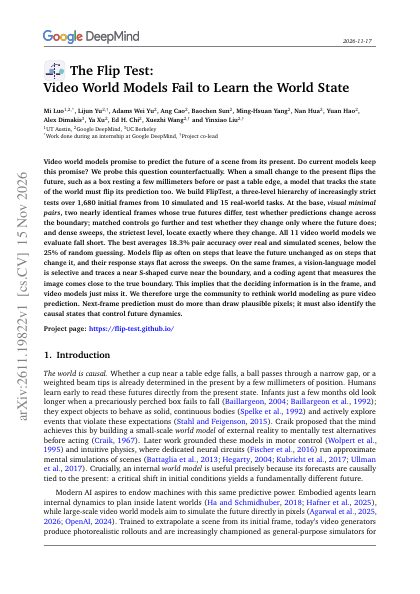 Google DeepMind
2026-11-17
The Flip Test:
Video World Models Fail to Learn the World State
Mi Luo¹,²,*, Lijun Yu²,†, Adams Wei Yu², Ang Cao², Baochen Sun², Ming-Hsuan Yang², Nan Hua², Yuan Hao²,
Alex Dimakis³, Ya Xu², Ed H. Chi², Xuezhi Wang²,† and Yinxiao Liu²,†
¹UT Austin, ²Google DeepMind, ³UC Berkeley
*Work done during an internship at Google DeepMind, †Project co-lead
Video world models promise to predict the future of a scene from its present. Do current models keep
this promise? We probe this question counterfactually. When a small change to the present flips the
future, such as a box resting a few millimeters before or past a table edge, a model that tracks the state
of the world must flip its prediction too. We build FlipTest, a three-level hierarchy of increasingly strict
tests over 1,680 initial frames from 10 simulated and 15 real-world tasks. At the base, visual minimal
pairs, two nearly identical frames whose true futures differ, test whether predictions change across
the boundary; matched controls go further and test whether they change only where the future does;
and dense sweeps, the strictest level, locate exactly where they change. All 11 video world models we
evaluate fall short. The best averages 18.3% pair accuracy over real and simulated scenes, below the
25% of random guessing. Models flip as often on steps that leave the future unchanged as on steps that
change it, and their response stays flat across the sweeps. On the same frames, a vision-language model
is selective and traces a near S-shaped curve near the boundary, and a coding agent that measures the
image comes close to the true boundary. This implies that the deciding information is in the frame, and
video models just miss it. We therefore urge the community to rethink world modeling as pure video
prediction. Next-frame prediction must do more than draw plausible pixels; it must also identify the
causal states that control future dynamics.
Project page: https://flip-test.github.io/
1. Introduction
The world is causal. Whether a cup near a table edge falls, a ball passes through a narrow gap, or a
weighted beam tips is already determined in the present by a few millimeters of position. Humans
learn early to read these futures directly from the present state. Infants just a few months old look
longer when a precariously perched box fails to fall (Baillargeon, 2004; Baillargeon et al., 1992);
they expect objects to behave as solid, continuous bodies (Spelke et al., 1992) and actively explore
events that violate these expectations (Stahl and Feigenson, 2015). Craik proposed that the mind
achieves this by building a small-scale world model of external reality to mentally test alternatives
before acting (Craik, 1967). Later work grounded these models in motor control (Wolpert et al.,
1995) and intuitive physics, where dedicated neural circuits (Fischer et al., 2016) run approximate
mental simulations of scenes (Battaglia et al., 2013; Hegarty, 2004; Kubricht et al., 2017; Ullman
et al., 2017). Crucially, an internal world model is useful precisely because its forecasts are causally
tied to the present: a critical shift in initial conditions yields a fundamentally different future.
Modern AI aspires to endow machines with this same predictive power. Embodied agents learn
internal dynamics to plan inside latent worlds (Ha and Schmidhuber, 2018; Hafner et al., 2025),
while large-scale video world models aim to simulate the future directly in pixels (Agarwal et al., 2025,
2026; OpenAI, 2024). Trained to extrapolate a scene from its initial frame, today's video generators
produce photorealistic rollouts and are increasingly championed as general-purpose simulators for
arXiv:2611.19822v1 [cs.CV] 15 Nov 2026